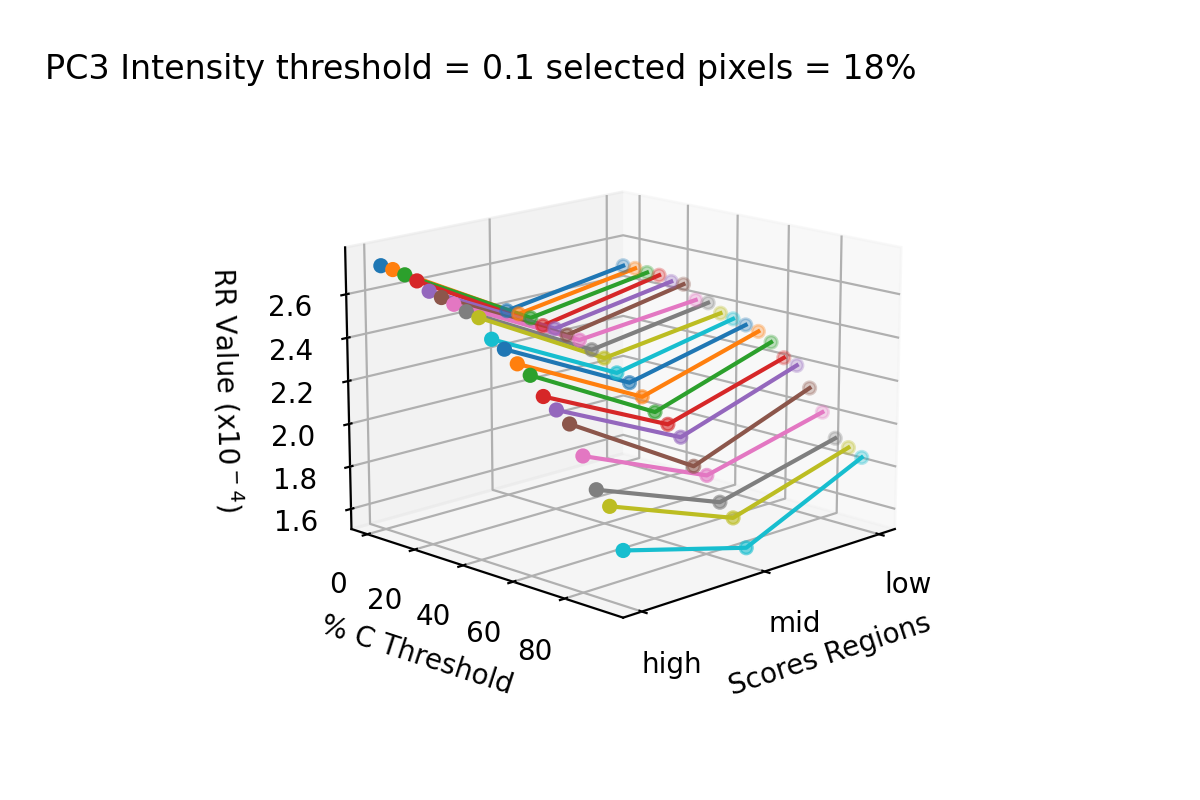 PC3 Intensity threshold = 0.1 selected pixels = 18%
RR Value (x10⁻⁴)
2.6
2.4
2.2
2.0
1.8
1.6
0
20
40
60
80
% C Threshold
high
mid
low
Scores Regions